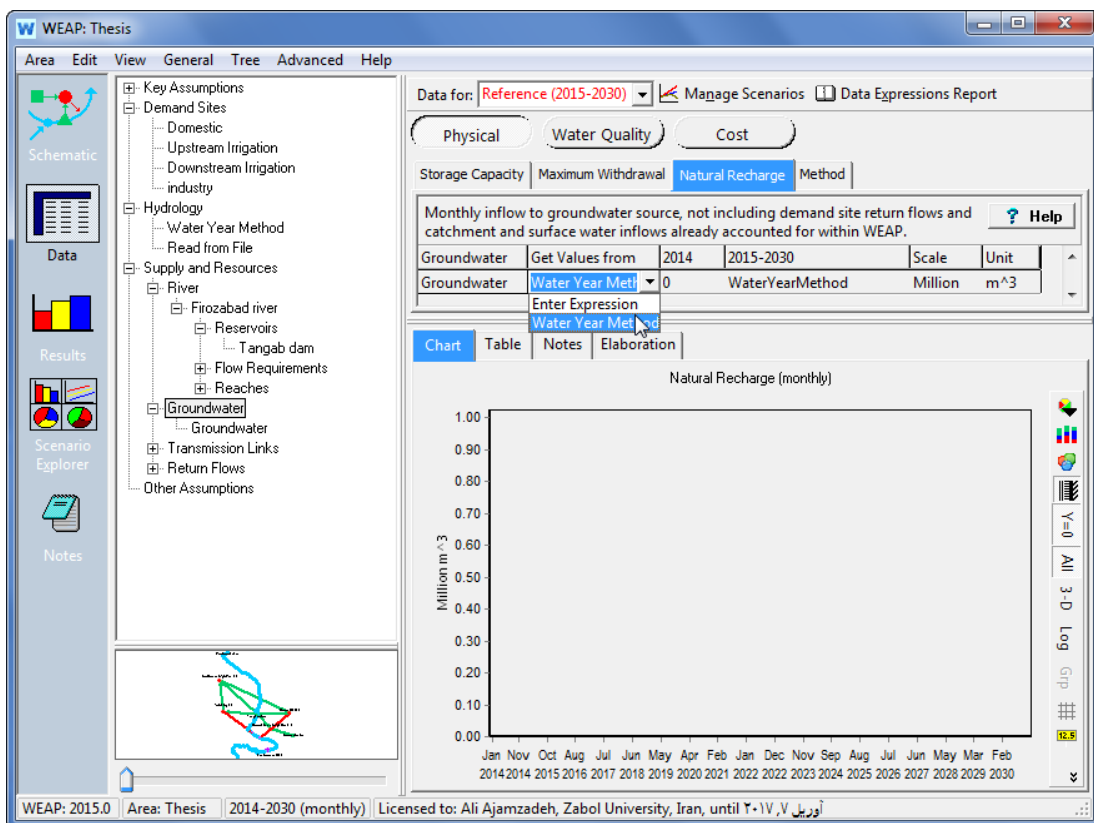 WEAP: Thesis
Area Edit View General Tree Advanced Help
Schematic
Data
Results
Scenario Explorer
Notes
Key Assumptions
Demand Sites
Domestic
Upstream Irrigation
Downstream Irrigation
industry
Hydrology
Water Year Method
Read from File
Supply and Resources
River
Firozabad river
Reservoirs
Tangab dam
Flow Requirements
Reaches
Groundwater
Groundwater
Transmission Links
Return Flows
Other Assumptions
Data for: Reference (2015-2030) Manage Scenarios Data Expressions Report
Physical Water Quality Cost
Storage Capacity Maximum Withdrawal Natural Recharge Method
Monthly inflow to groundwater source, not including demand site return flows and
catchment and surface water inflows already accounted for within WEAP.
? Help
Groundwater Get Values from 2014 2015-2030 Scale Unit
Groundwater Water Year Meth 0 WaterYearMethod Million m^3
Enter Expression
Water Year Method
Chart Table Notes Elaboration
Natural Recharge (monthly)
Million m^3
1.00
0.90
0.80
0.70
0.60
0.50
0.40
0.30
0.20
0.10
0.00
Jan Nov Oct Aug Jul Jun May Apr Feb Jan Dec Nov Sep Aug Jul Jun May Mar Feb
2014 2014 2015 2016 2017 2018 2019 2020 2021 2022 2022 2023 2024 2025 2026 2027 2028 2029 2030
Y=0
All
3-D
Log
Grp
12.5
WEAP: 2015.0 Area: Thesis 2014-2030 (monthly) Licensed to: Ali Ajamzadeh, Zabol University, Iran, until آوریل ۷, ۲۰۱۷